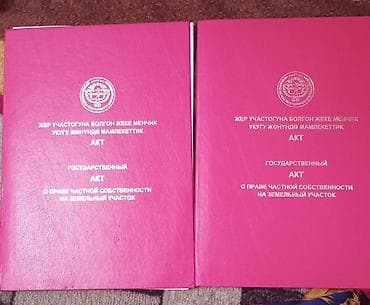 ЖЕР УЧАСТОГУНА БОЛГОН ЖЕКЕ МЕНЧИК
УКУГУ ЖӨНҮНДӨ МАМЛЕКЕТТИК
АКТ
ГОСУДАРСТВЕННЫЙ
АКТ
О ПРАВЕ ЧАСТНОЙ СОБСТВЕННОСТИ
НА ЗЕМЕЛЬНЫЙ УЧАСТОК
ЖЕР УЧАСТОГУНА БОЛГОН ЖЕКЕ МЕНЧИК
УКУГУ ЖӨНҮНДӨ МАМЛЕКЕТТИК
АКТ
ГОСУДАРСТВЕННЫЙ
АКТ
О ПРАВЕ ЧАСТНОЙ СОБСТВЕННОСТИ
НА ЗЕМЕЛЬНЫЙ УЧАСТОК